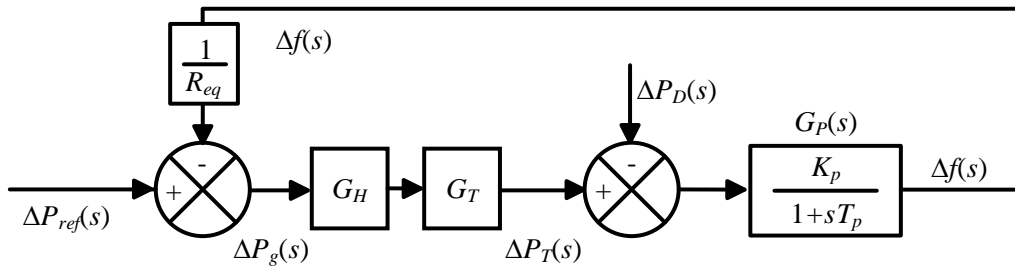 1
R_eq
Δf(s)
-
ΔP_D(s)
-
G_P(s)
+
G_H
G_T
+
K_p
1+sT_p
Δf(s)
ΔP_ref(s)
ΔP_g(s)
ΔP_T(s)